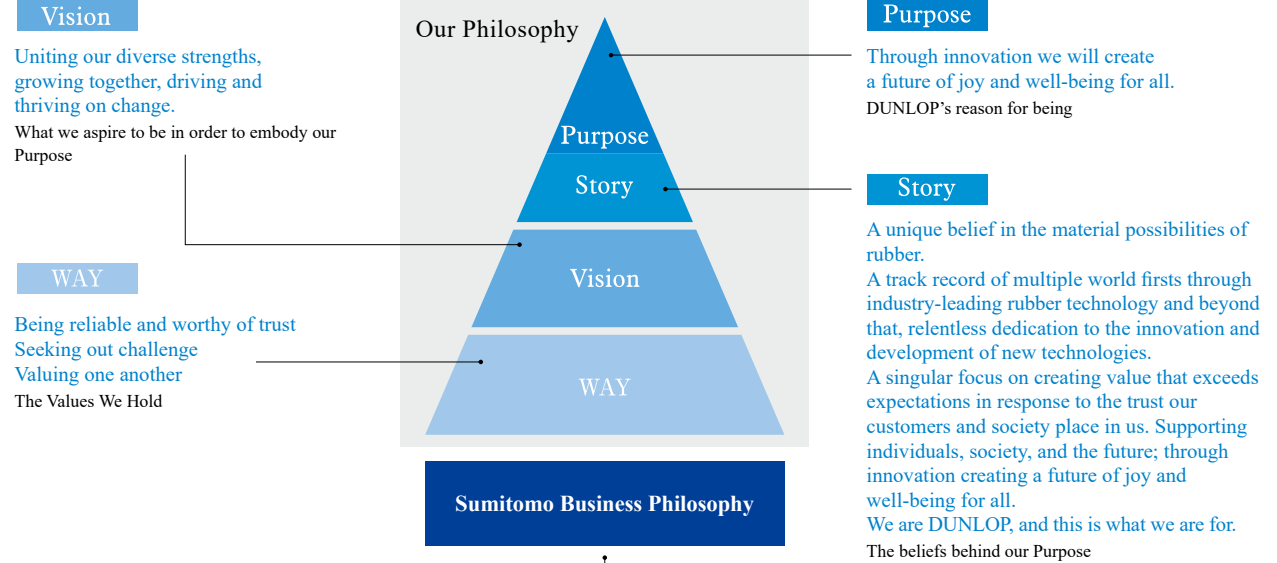 Vision
Uniting our diverse strengths,
growing together, driving and
thriving on change.
What we aspire to be in order to embody our
Purpose
WAY
Being reliable and worthy of trust
Seeking out challenge
Valuing one another
The Values We Hold
Our Philosophy
Purpose
Story
Vision
WAY
Sumitomo Business Philosophy
Purpose
Through innovation we will create
a future of joy and well-being for all.
DUNLOP’s reason for being
Story
A unique belief in the material possibilities of
rubber.
A track record of multiple world firsts through
industry-leading rubber technology and beyond
that, relentless dedication to the innovation and
development of new technologies.
A singular focus on creating value that exceeds
expectations in response to the trust our
customers and society place in us. Supporting
individuals, society, and the future; through
innovation creating a future of joy and
well-being for all.
We are DUNLOP, and this is what we are for.
The beliefs behind our Purpose